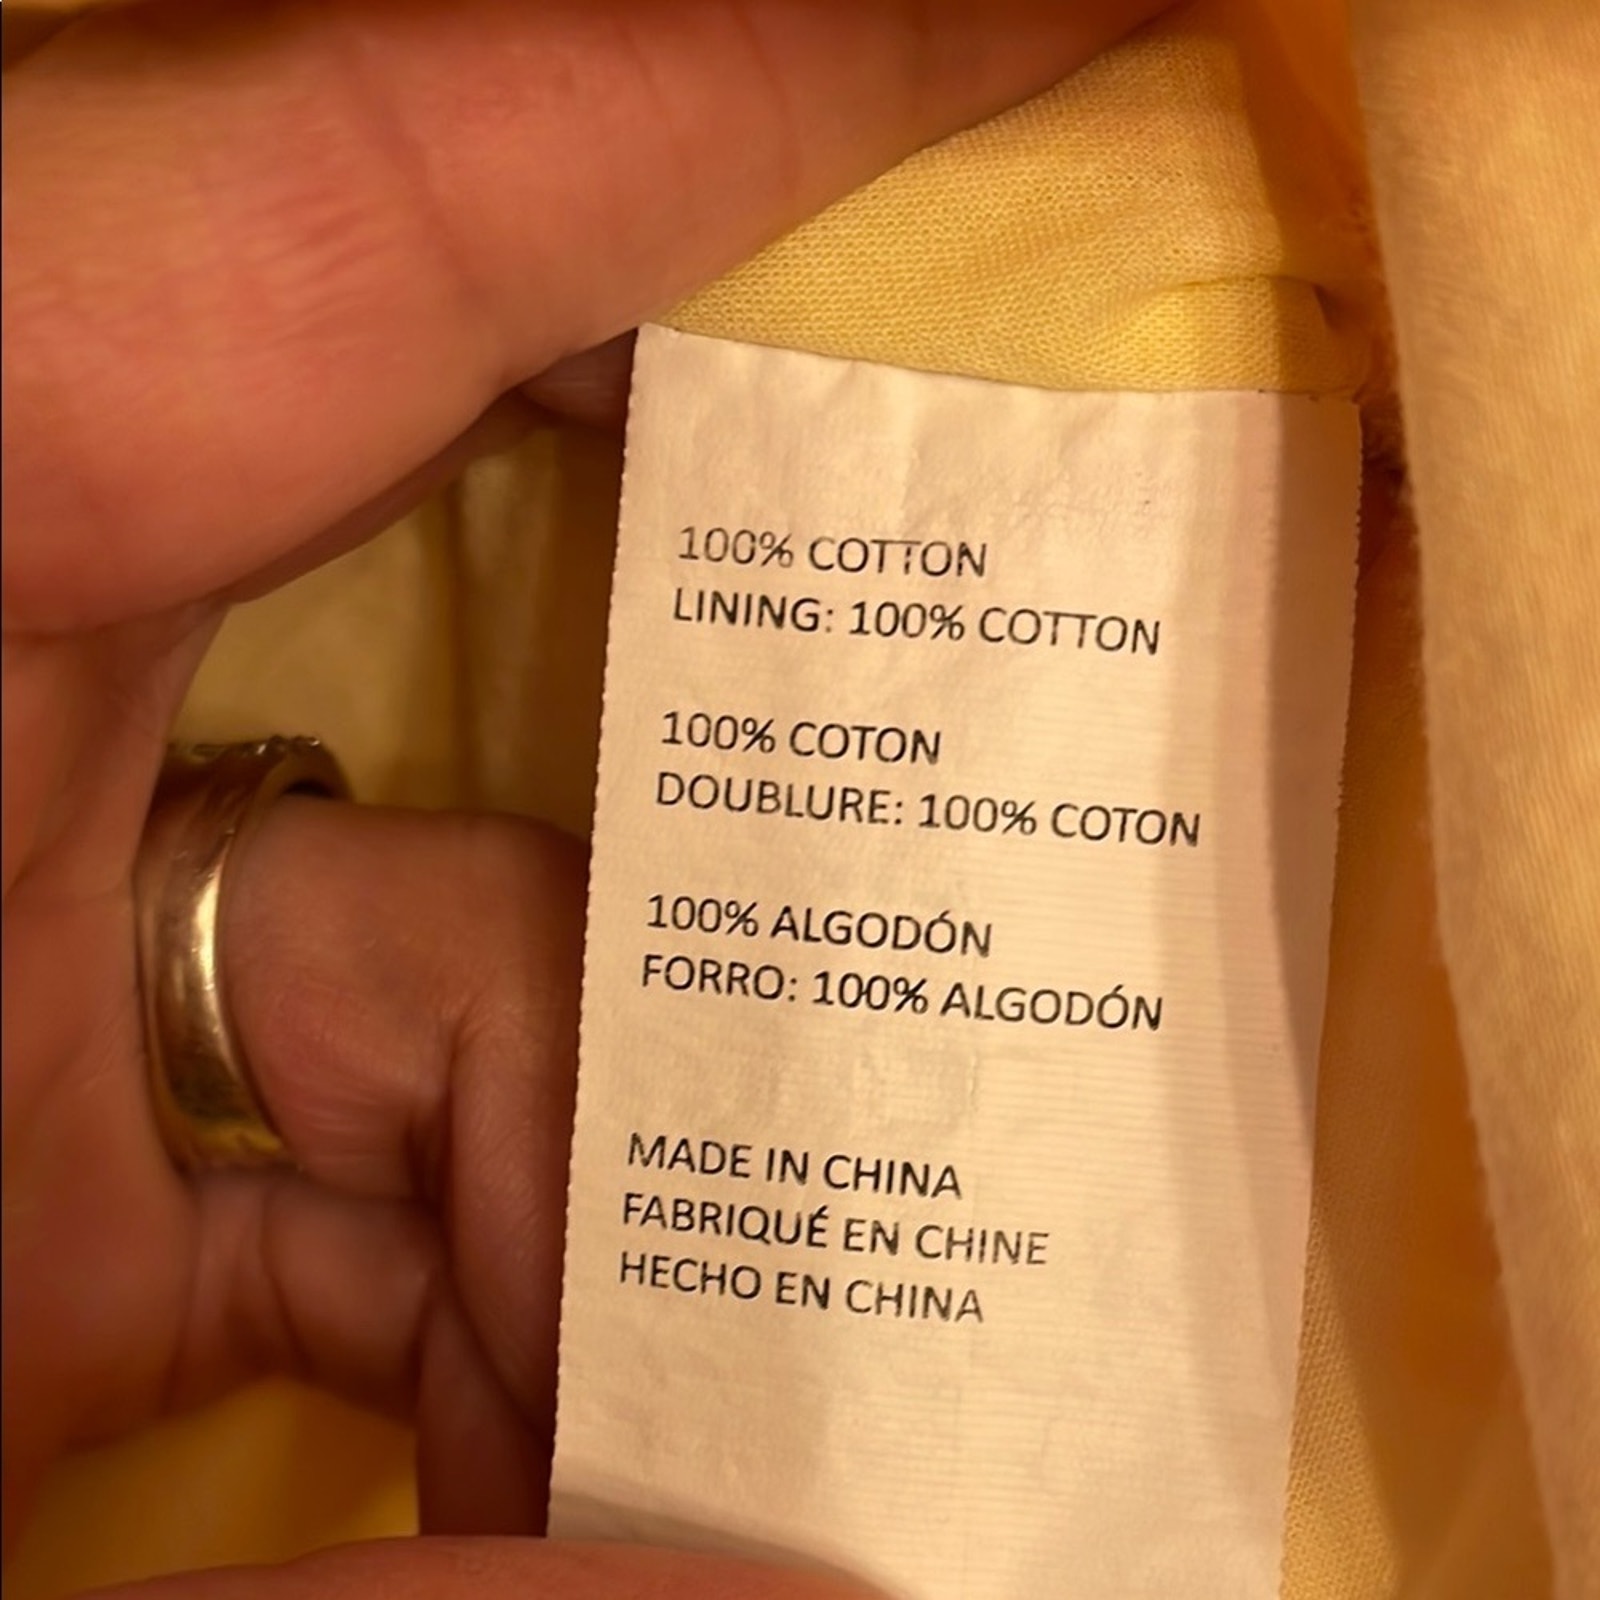 100% COTTON
LINING: 100% COTTON
100% COTON
DOUBLURE: 100% COTON
100% ALGODÓN
FORRO: 100% ALGODÓN
MADE IN CHINA
FABRIQUÉ EN CHINE
HECHO EN CHINA